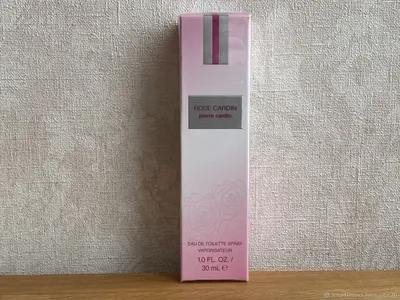 ROSE CARDIN
pierre cardin
EAU DE TOILETTE SPRAY
VAPORISATEUR
1.0 FL. OZ./
30 mL e